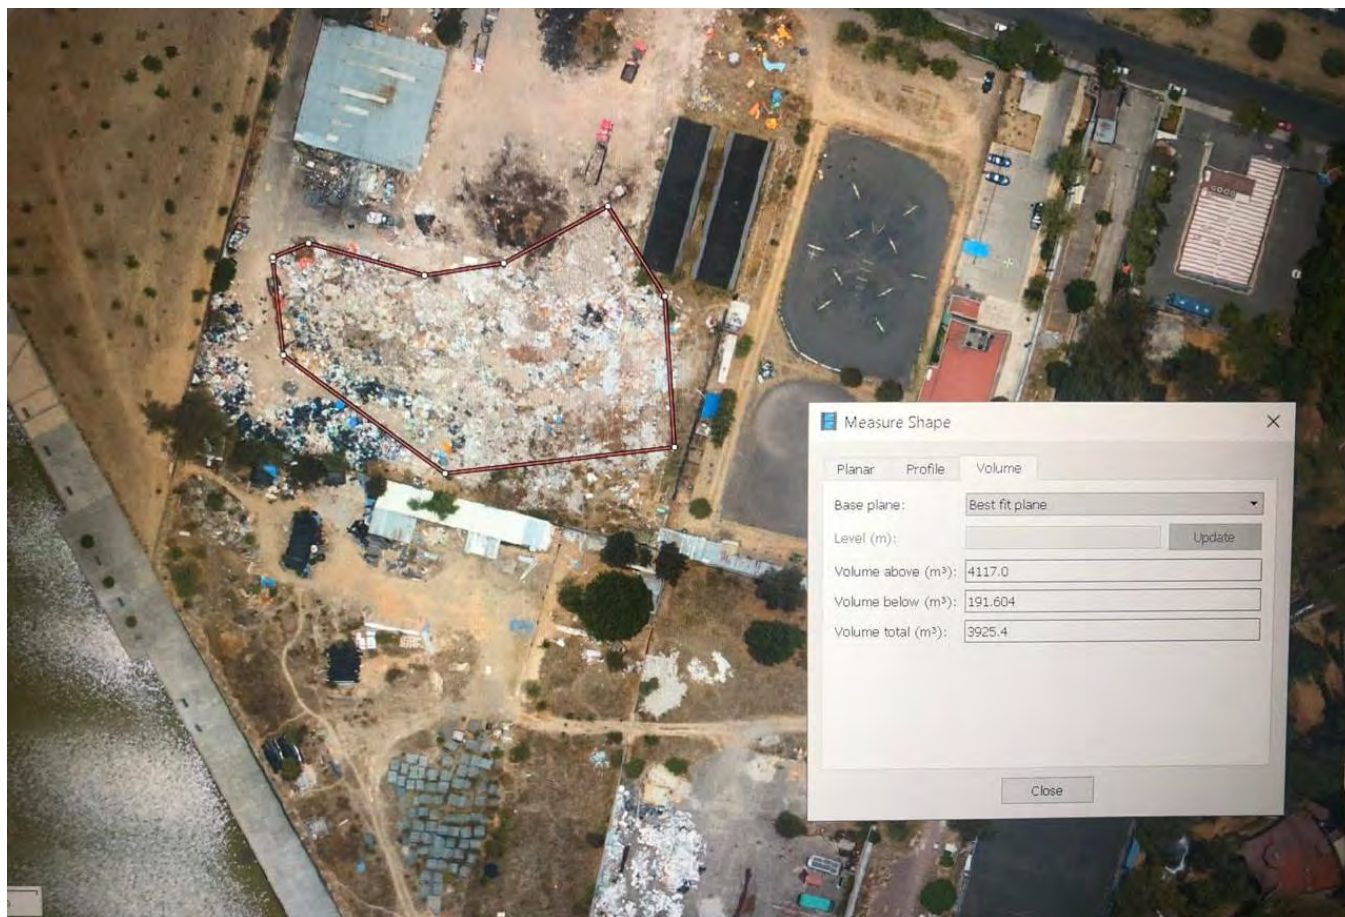 Measure Shape
Planar Profile Volume
Base plane: Best fit plane
Level (m): Update
Volume above (m³): 4117.0
Volume below (m³): 191.604
Volume total (m³): 3925.4
Close